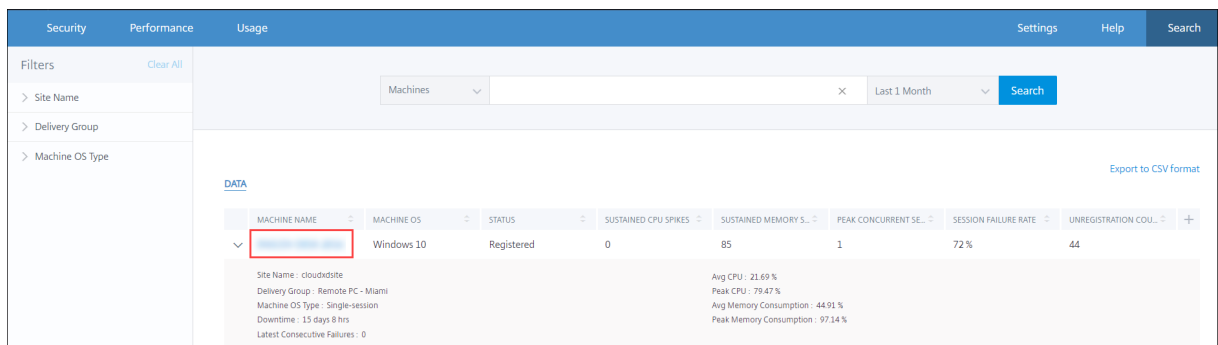 Security Performance Usage Settings Help Search
Filters Clear All
Machines Last 1 Month Search
Site Name
Delivery Group
Machine OS Type
Export to CSV format
DATA
MACHINE NAME MACHINE OS STATUS SUSTAINED CPU SPIKES SUSTAINED MEMORY S... PEAK CONCURRENT SE... SESSION FAILURE RATE UNREGISTRATION COU...
Windows 10 Registered 0 85 1 72 % 44
Site Name : cloudxdsite Avg CPU : 21.69 %
Delivery Group : Remote PC - Miami Peak CPU : 79.47 %
Machine OS Type : Single-session Avg Memory Consumption : 44.91 %
Downtime : 15 days 8 hrs Peak Memory Consumption : 97.14 %
Latest Consecutive Failures : 0